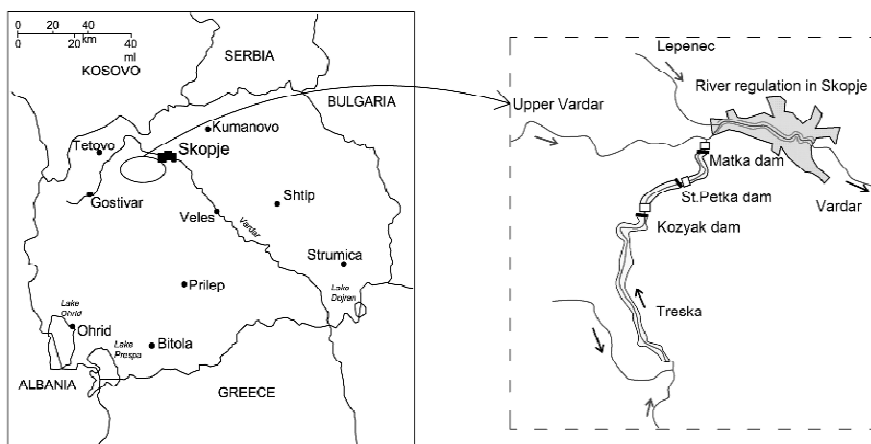 0 20 40
0 km
20 40
ml
KOSOVO
SERBIA
BULGARIA
Kumanovo
Tetovo
Skopje
Gostivar
Shtip
Veles
Vardar
Strumica
Prilep
Lake
Dojran
Lake
Ohrid
Ohrid
Lake
Prespa
Bitola
ALBANIA
GREECE
Lepenec
River regulation in Skopje
Upper Vardar
Matka dam
St.Petka dam
Vardar
Kozyak dam
Treska